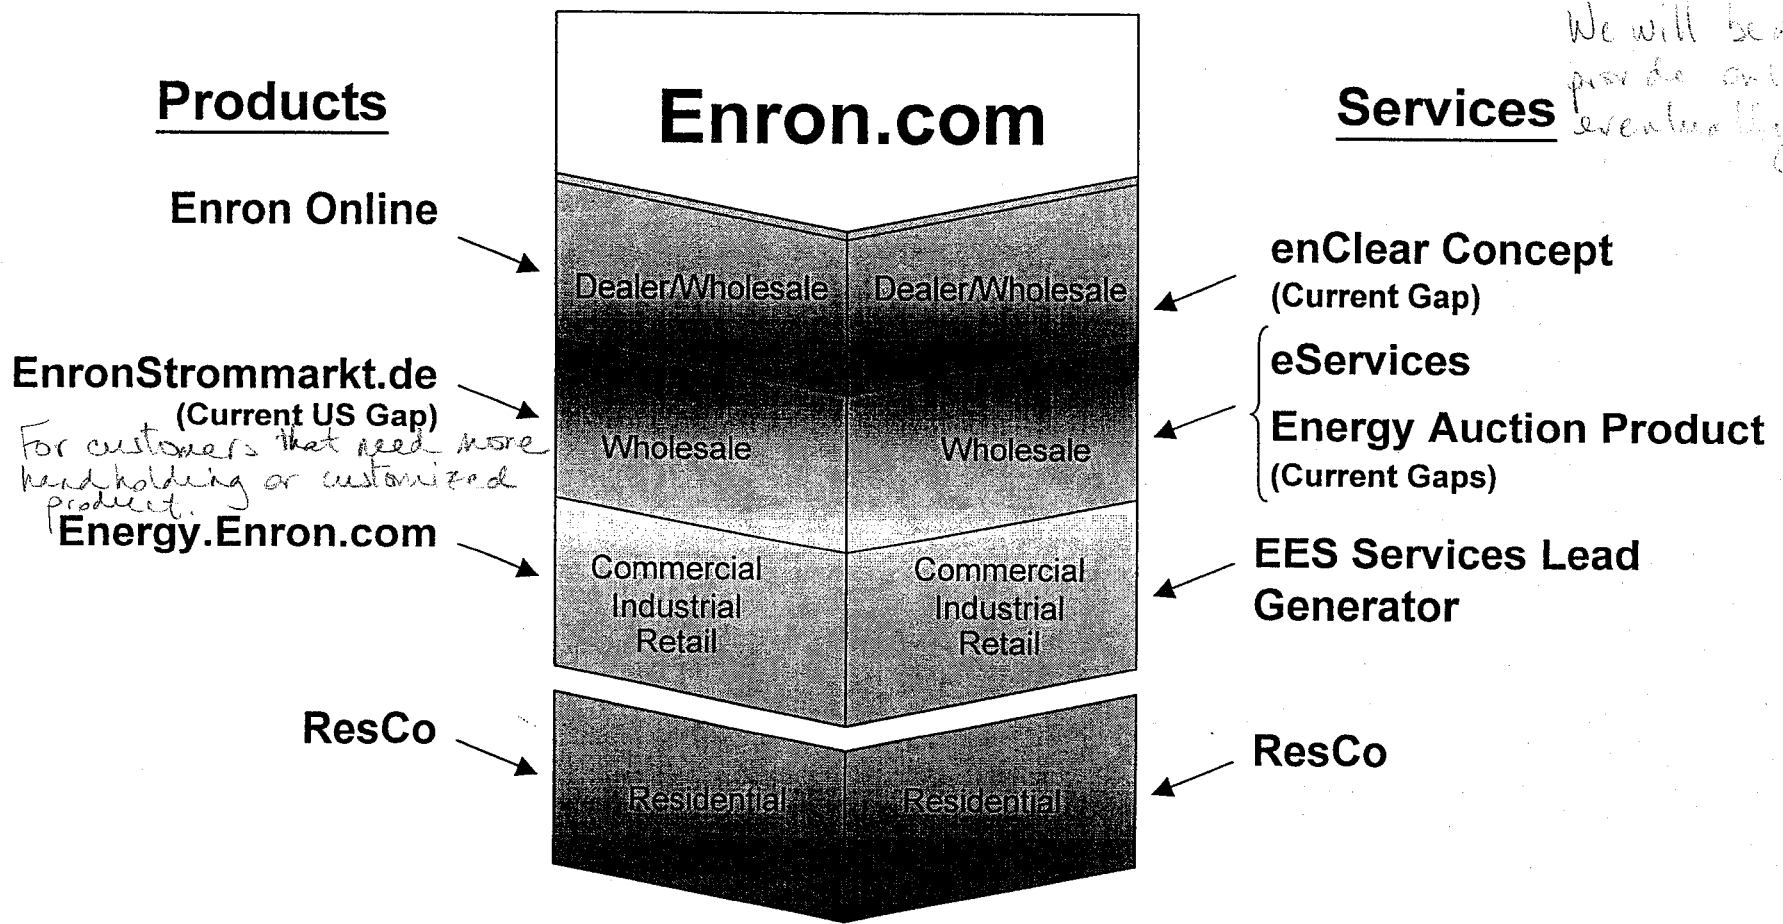 Products
Enron Online
EnronStrommarkt.de
(Current US Gap)
For customers that need more
handholding or customized
product.
Energy.Enron.com
ResCo
Enron.com
Dealer/Wholesale Dealer/Wholesale
Wholesale Wholesale
Commercial Commercial
Industrial Industrial
Retail Retail
Residential Residential
We will be
Services
eventually
enClear Concept
(Current Gap)
eServices
Energy Auction Product
(Current Gaps)
EES Services Lead
Generator
ResCo